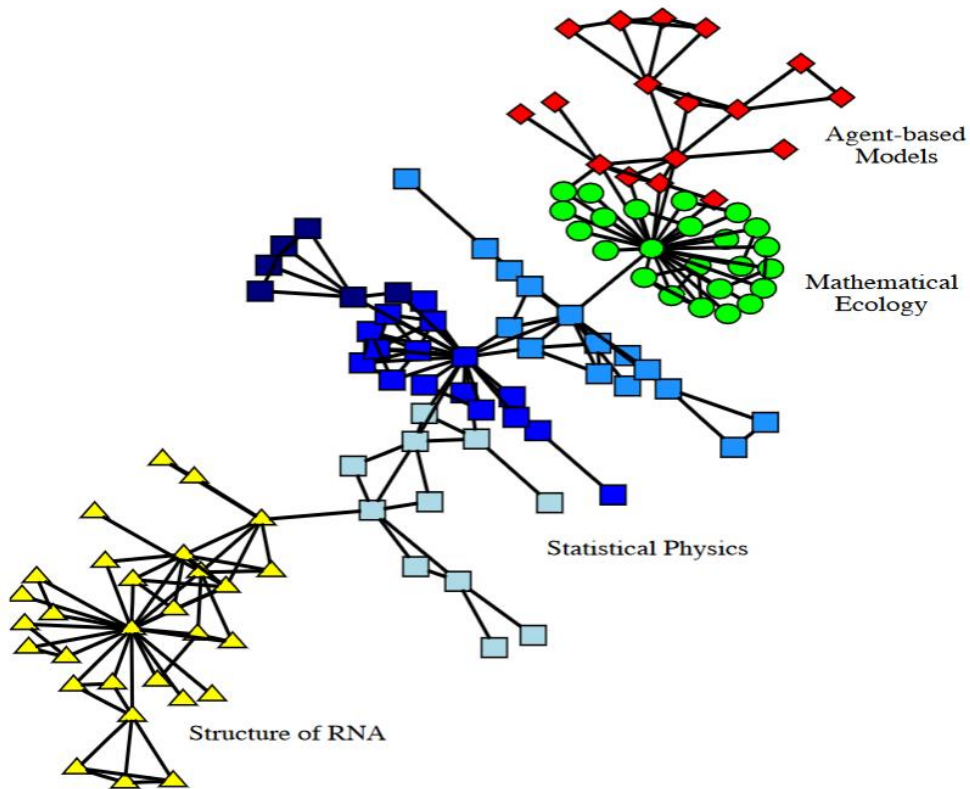 Agent-based
Models
Mathematical
Ecology
Statistical Physics
Structure of RNA